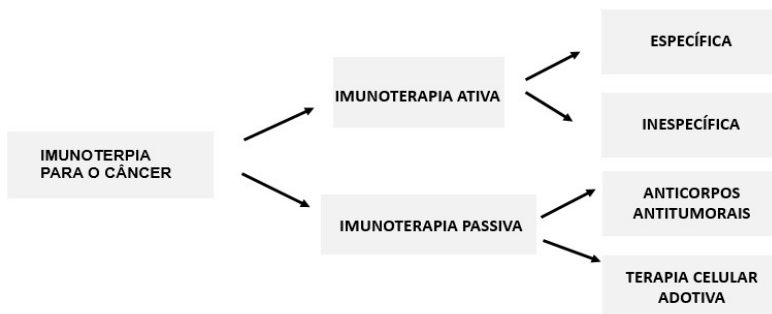 IMUNOTERPIA
PARA O CÂNCER
IMUNOTERAPIA ATIVA
ESPECÍFICA
INESPECÍFICA
IMUNOTERAPIA PASSIVA
ANTICORPOS
ANTITUMORAIS
TERAPIA CELULAR
ADOTIVA